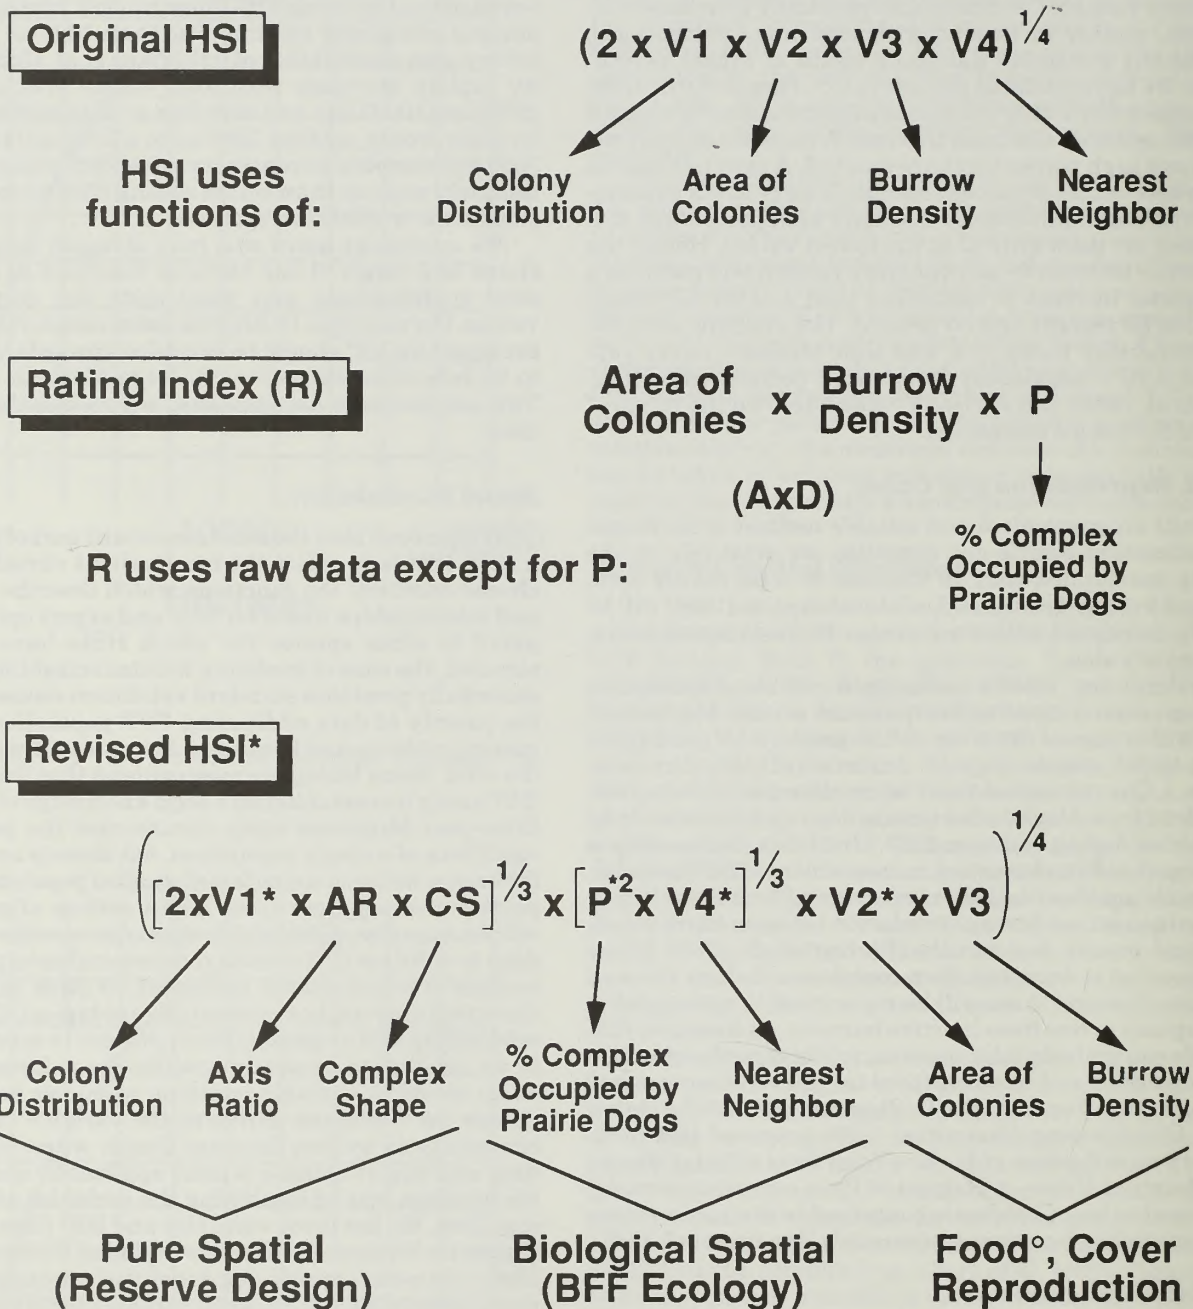 Original HSI
(2 x V1 x V2 x V3 x V4)^1/4
HSI uses
functions of:
Colony
Distribution
Area of
Colonies
Burrow
Density
Nearest
Neighbor
Rating Index (R)
Area of
Colonies
x
Burrow
Density
x P
(AxD)
R uses raw data except for P:
% Complex
Occupied by
Prairie Dogs
Revised HSI*
([2xV1* x AR x CS]^1/3 x [P*2 x V4*]^1/3 x V2* x V3)^1/4
Colony
Distribution
Axis
Ratio
Complex
Shape
% Complex
Occupied by
Prairie Dogs
Nearest
Neighbor
Area of
Colonies
Burrow
Density
Pure Spatial
(Reserve Design)
Biological Spatial
(BFF Ecology)
Food°, Cover
Reproduction